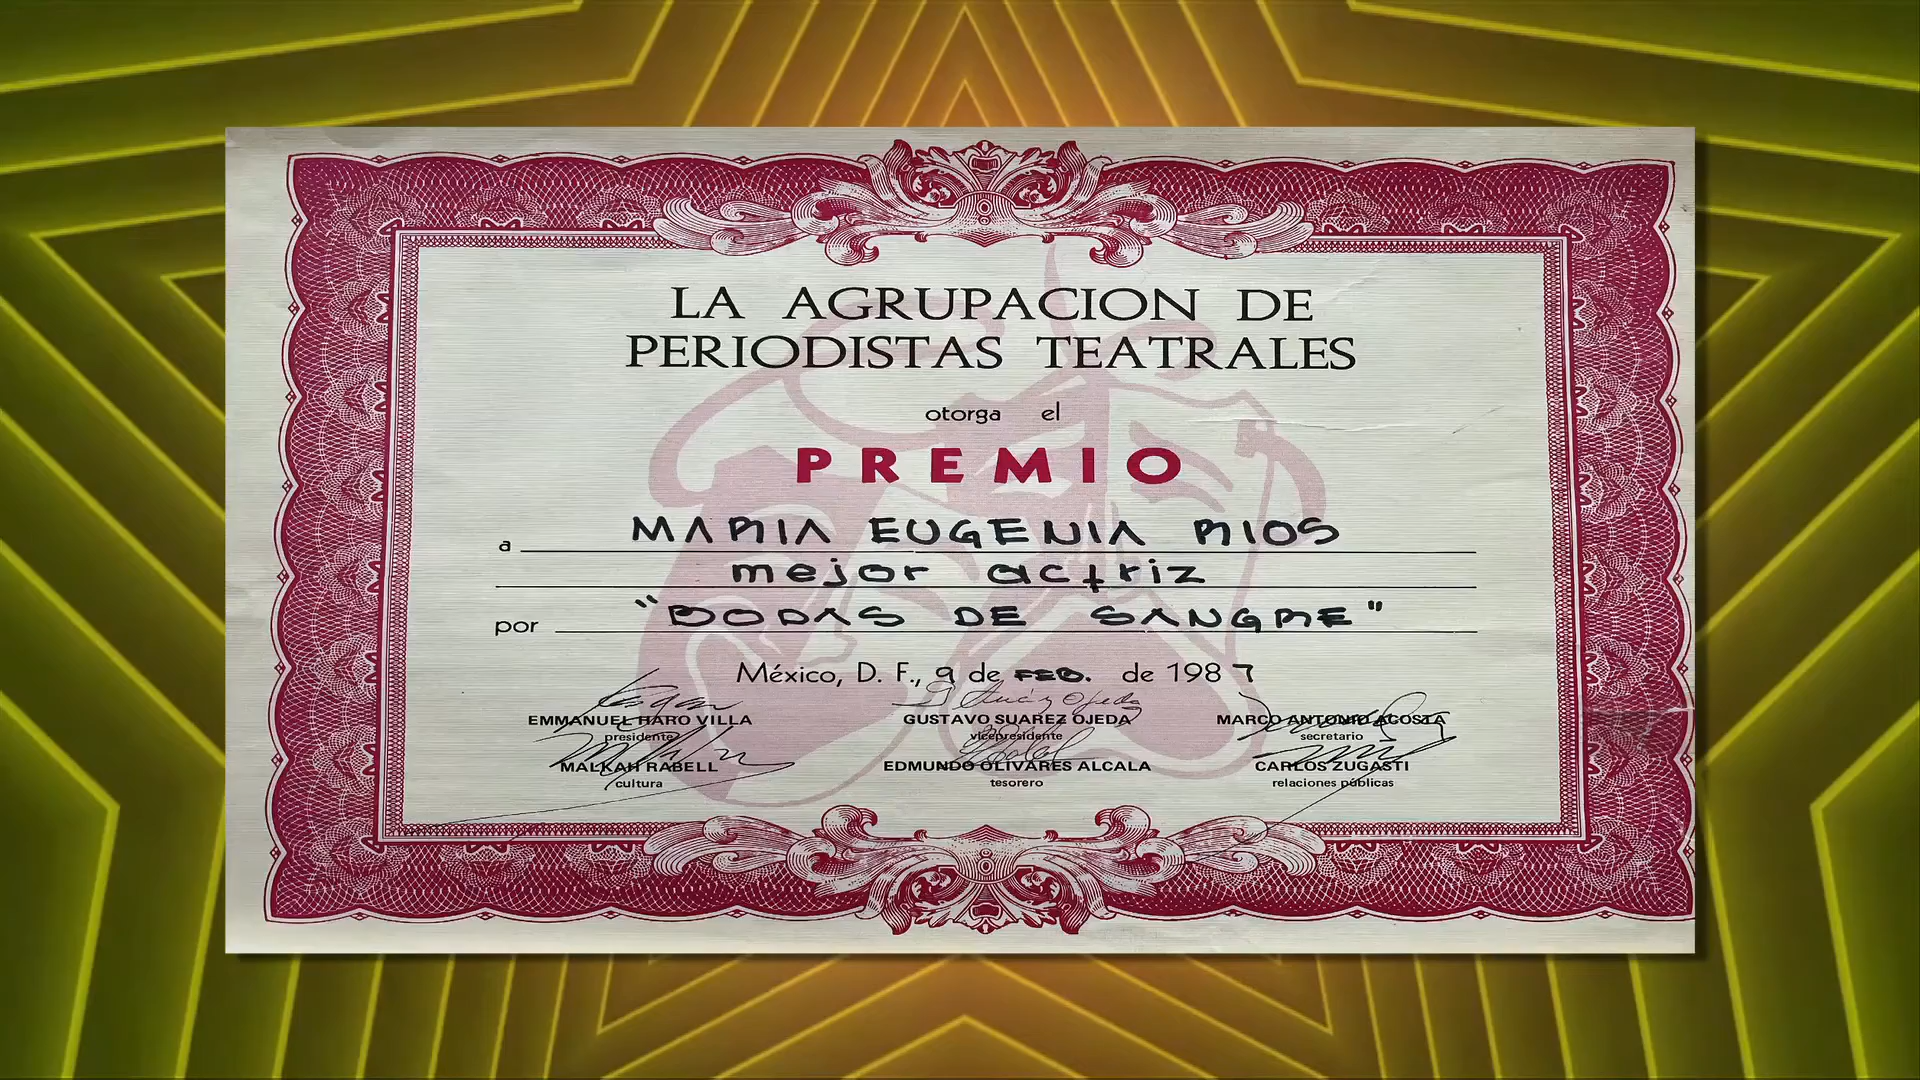 LA AGRUPACION DE
PERIODISTAS TEATRALES
otorga el
PREMIO
a MARIA EUGENIA RIOS
mejor actriz
por "BODAS DE SANGRE"
México, D. F., 9 de FEB. de 1987
EMMANUEL HARO VILLA GUSTAVO SUAREZ OJEDA MARCO ANTONIO ACOSTA
presidente vicepresidente secretario
MALKAH RABELL EDMUNDO OLIVARES ALCALA CARLOS ZUGASTI
cultura tesorero relaciones públicas